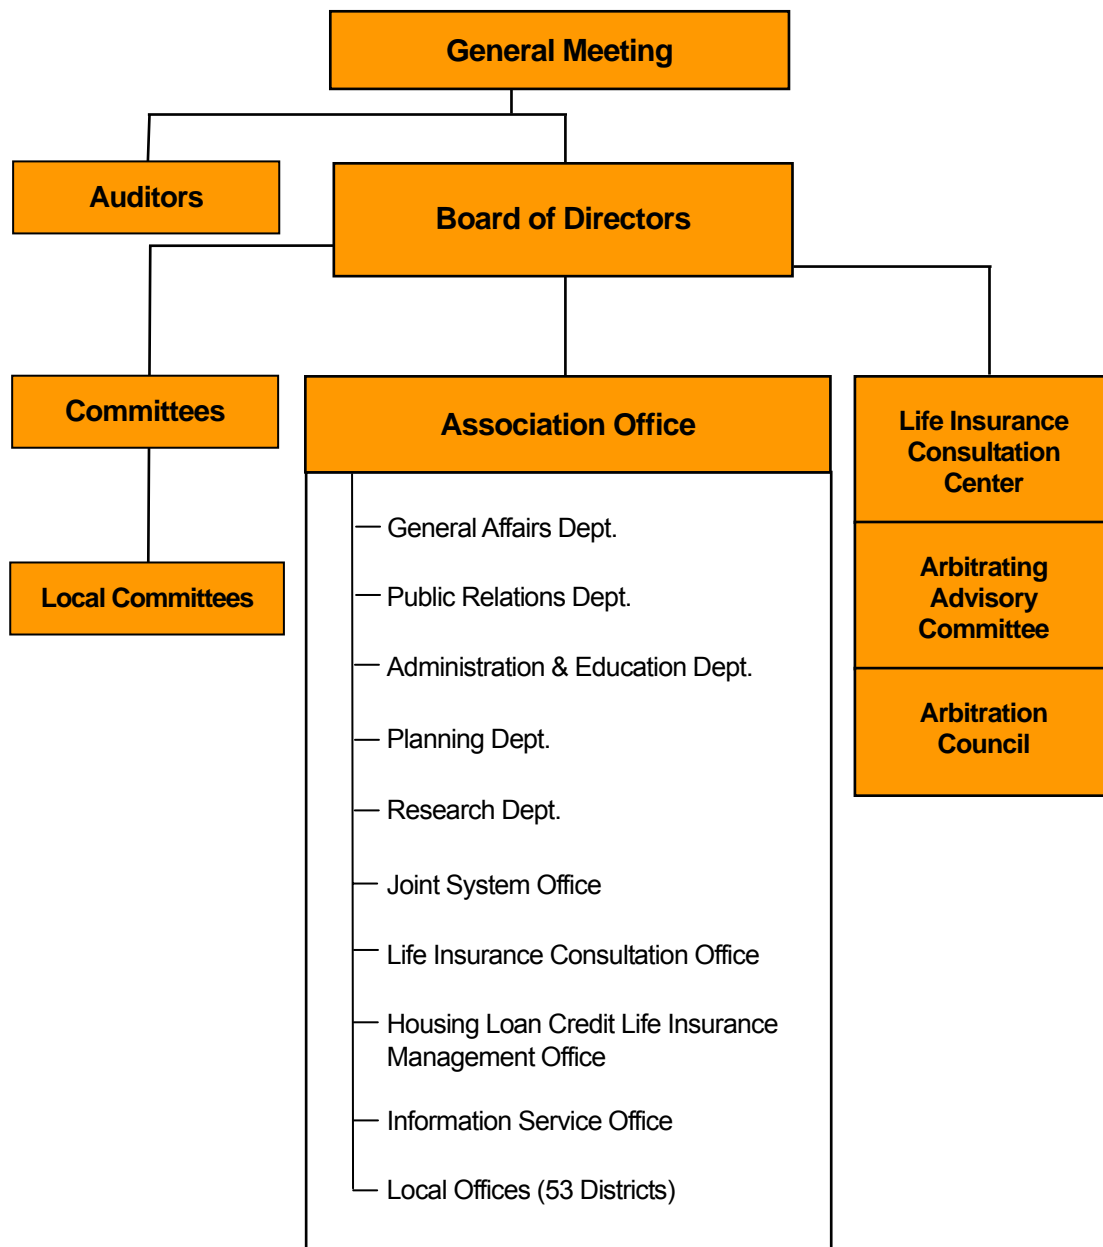 General Meeting
Auditors
Board of Directors
Committees
Association Office
Life Insurance
Consultation
Center
General Affairs Dept.
Local Committees
Arbitrating
Advisory
Committee
Public Relations Dept.
Administration & Education Dept.
Arbitration
Council
Planning Dept.
Research Dept.
Joint System Office
Life Insurance Consultation Office
Housing Loan Credit Life Insurance
Management Office
Information Service Office
Local Offices (53 Districts)